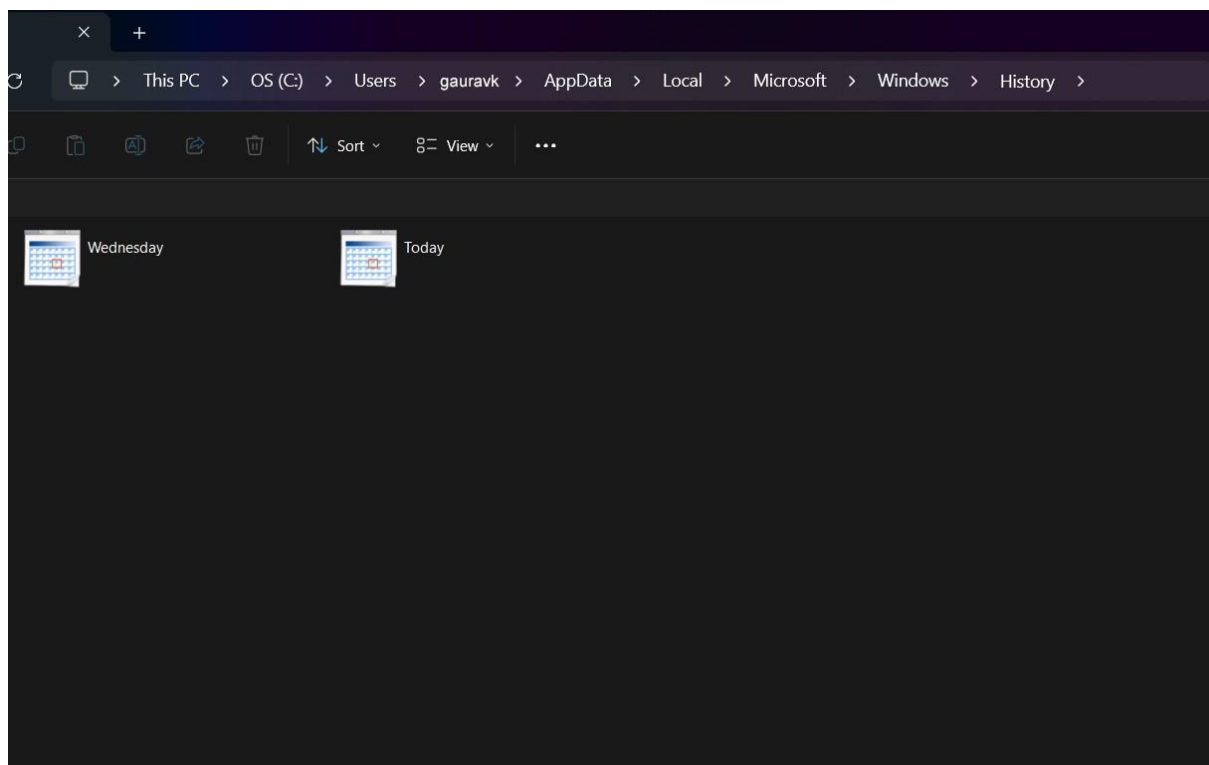 This PC > OS (C:) > Users > gauravk > AppData > Local > Microsoft > Windows > History >
Sort View
Wednesday Today